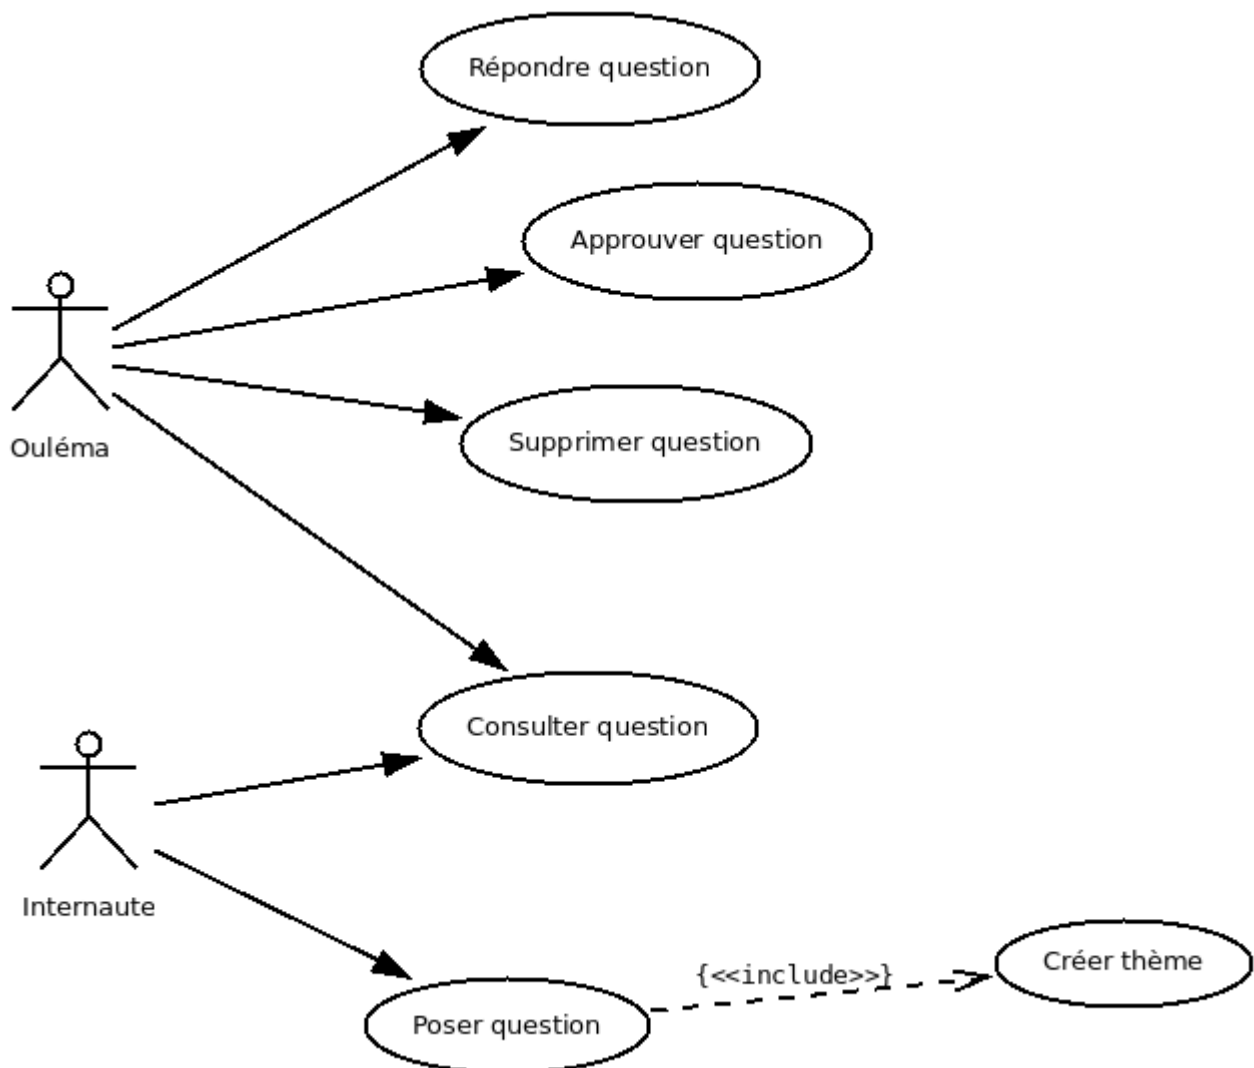 Répondre question
Approuver question
Ouléma
Supprimer question
Consulter question
Internaute
{<<include>>}
Créer thème
Poser question